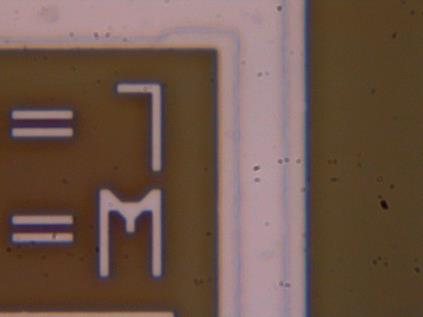 = 7
= M